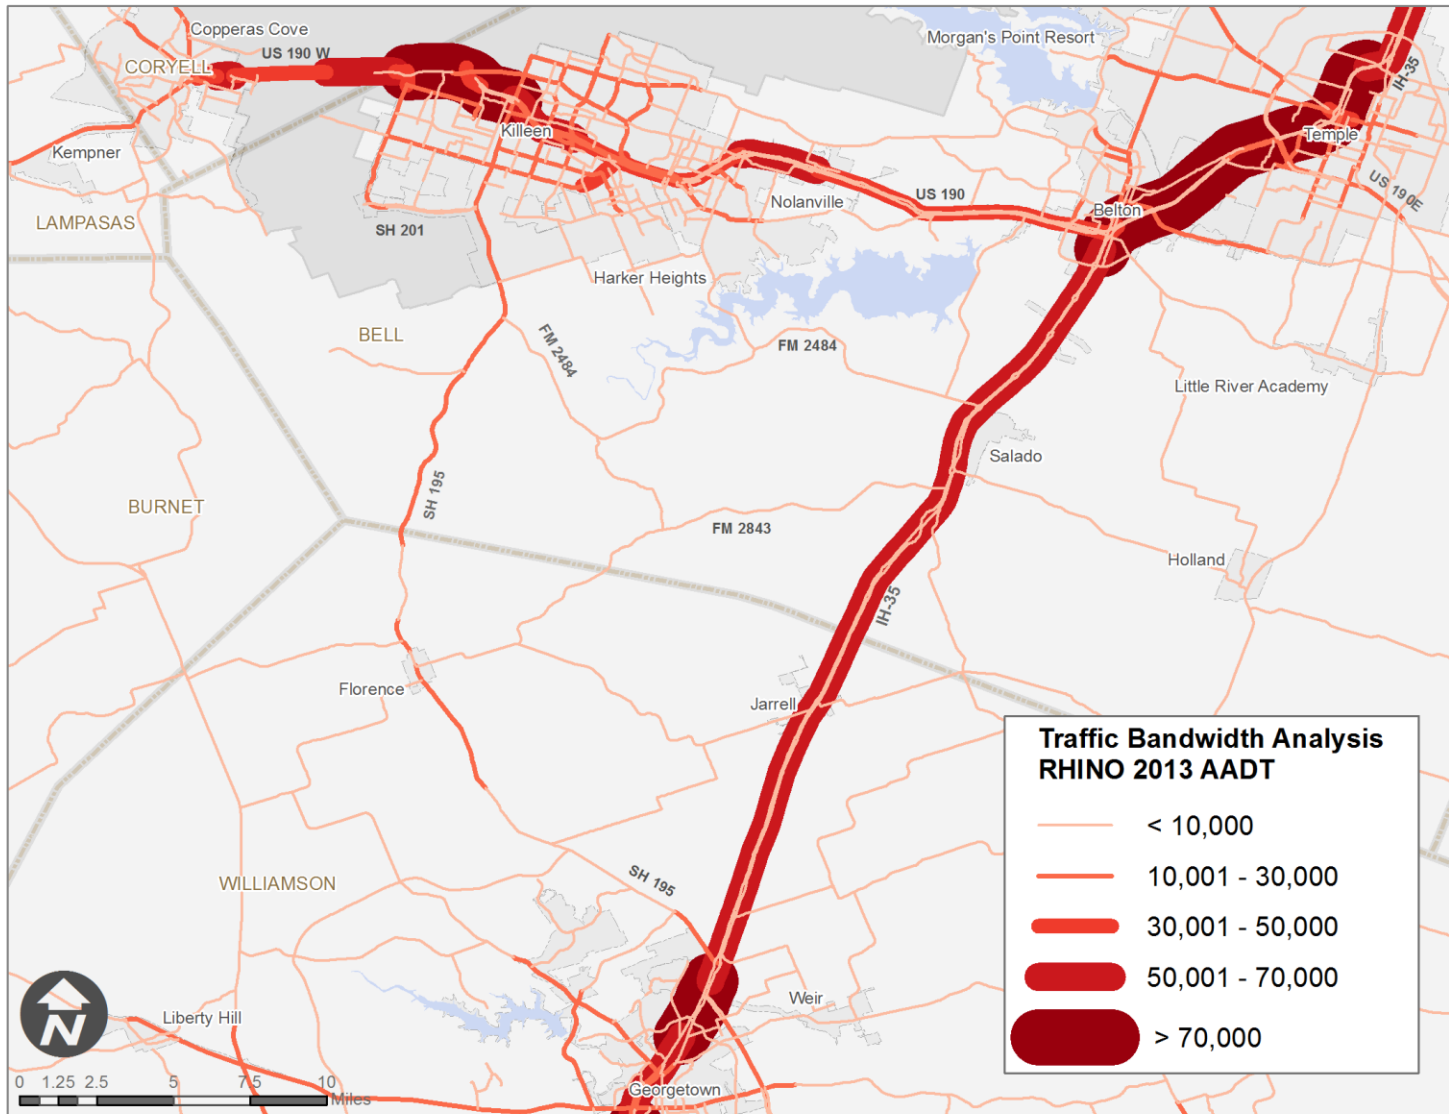 Copperas Cove
US 190 W
CORYELL
Morgan's Point Resort
IH-35
Killeen
Temple
Kempner
Nolanville
US 190
US 190E
LAMPASAS
SH 201
Belton
Harker Heights
BELL
FM 2484
FM 2484
Little River Academy
Salado
SH 195
BURNET
FM 2843
Holland
IH-35
Florence
Jarrell
WILLIAMSON
SH 195
Weir
Liberty Hill
Georgetown
Traffic Bandwidth Analysis
RHINO 2013 AADT
< 10,000
10,001 - 30,000
30,001 - 50,000
50,001 - 70,000
> 70,000
N
0 1.25 2.5 5 7.5 10
Miles